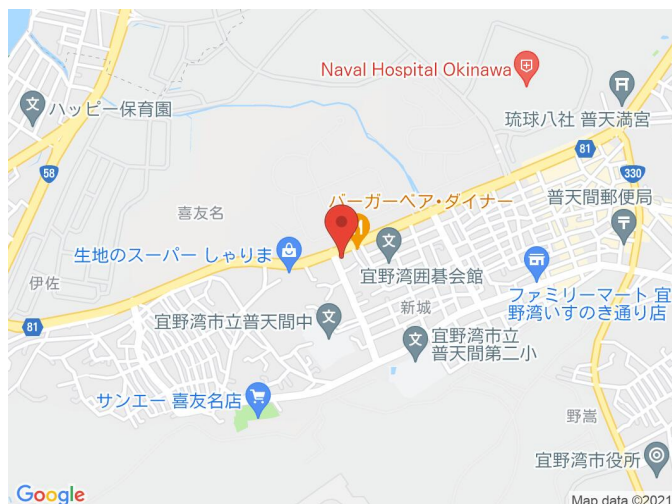 Naval Hospital Okinawa
ハッピー保育園
琉球八社 普天満宮
81
58
330
バーガーベア・ダイナー
普天間郵便局
喜友名
生地のスーパー しゃりま
宜野湾囲碁会館
伊佐
新城
ファミリーマート 宜
野湾いすのき通り店
81
宜野湾市立普天間中
宜野湾市立
普天間第二小
サンエー 喜友名店
野嵩
宜野湾市役所
Google
Map data ©2021